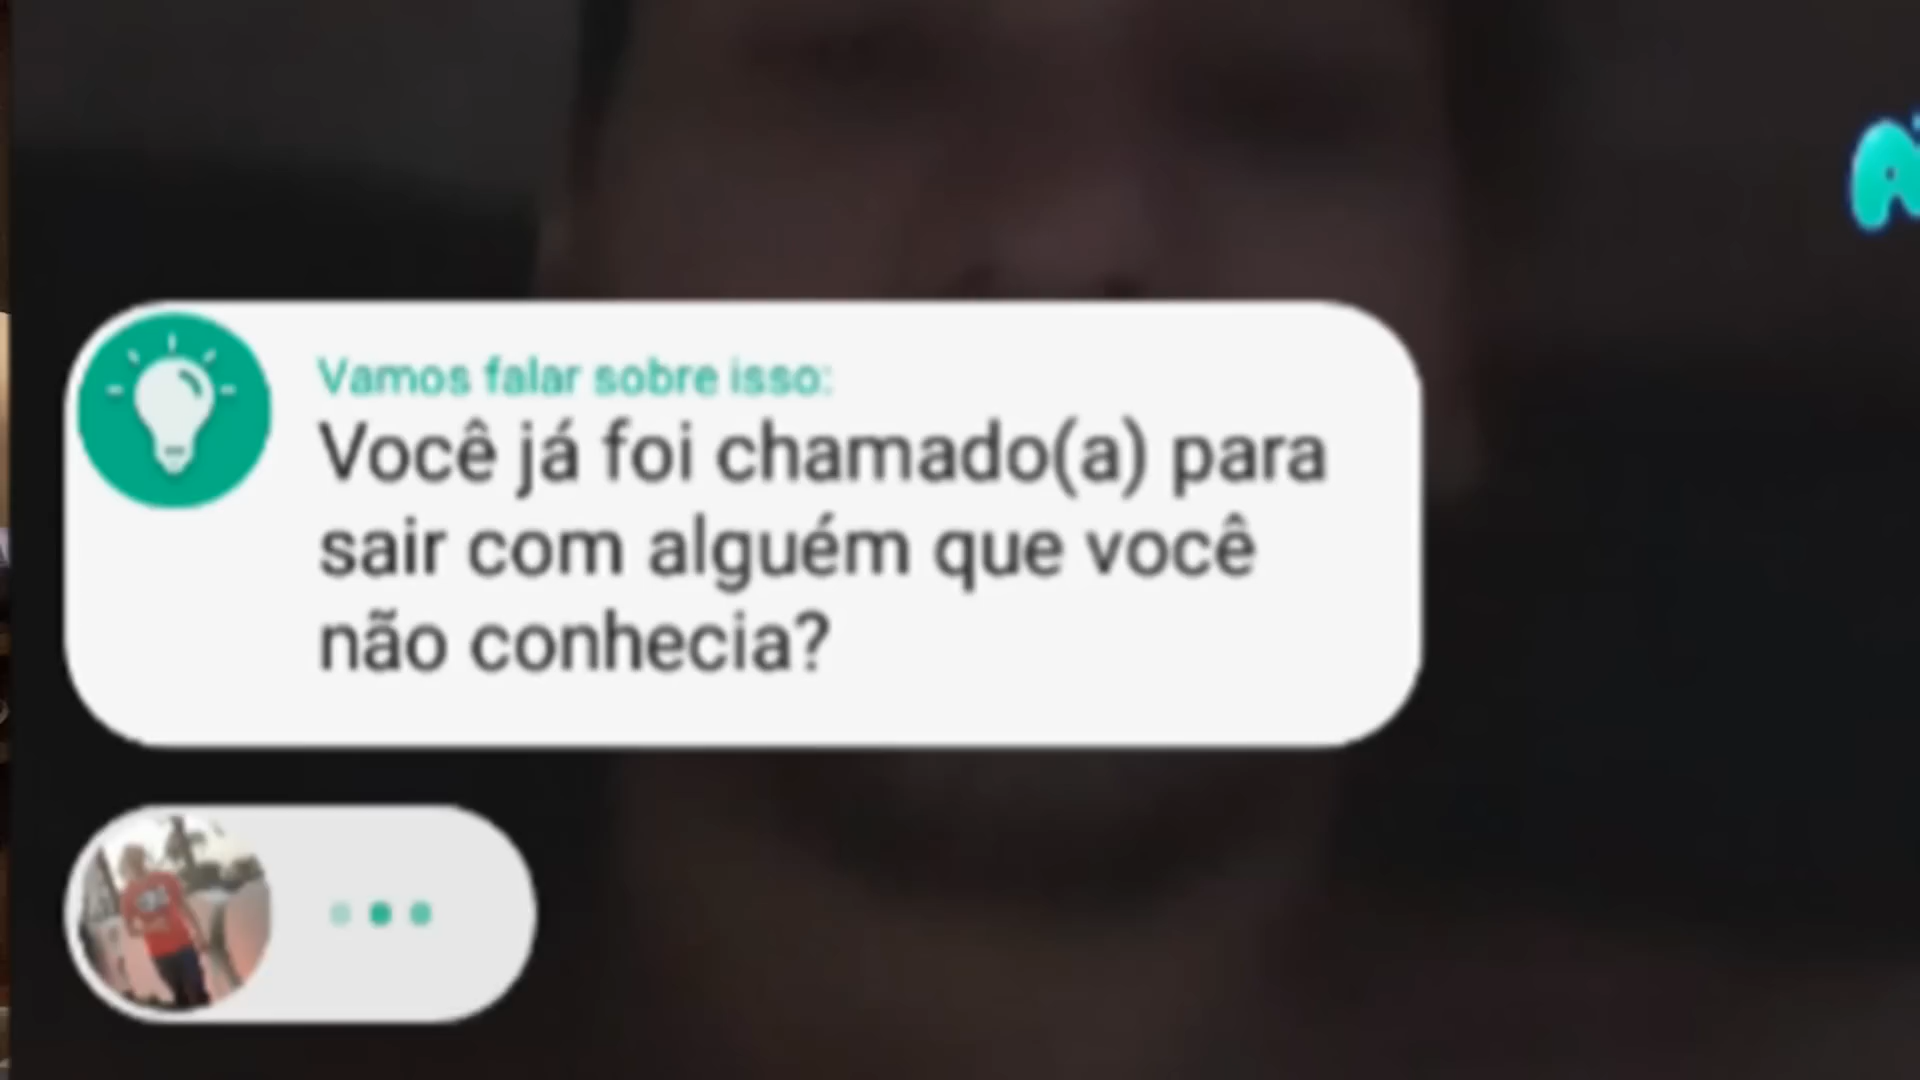 Vamos falar sobre isso:
Você já foi chamado(a) para
sair com alguém que você
não conhecia?